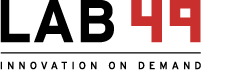 LAB 49
INNOVATION ON DEMAND